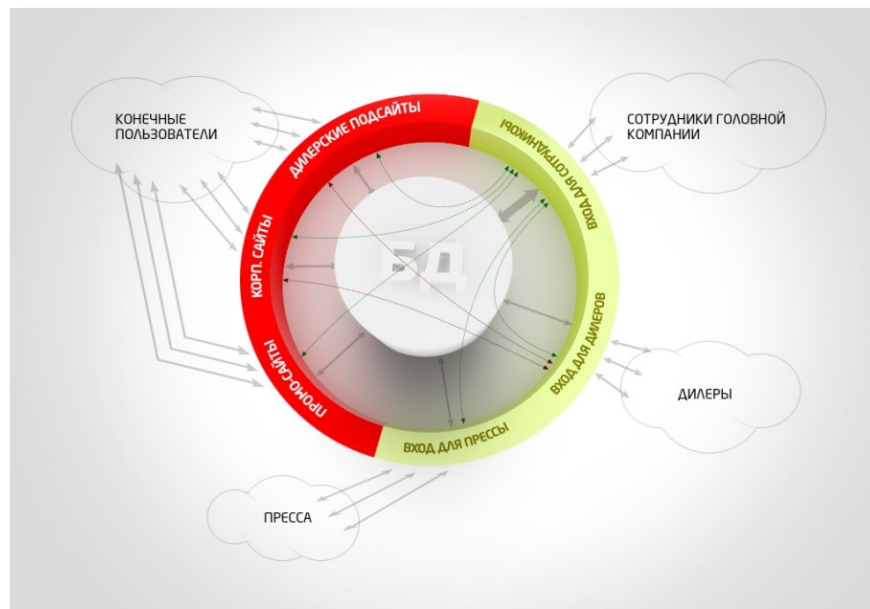 КОНЕЧНЫЕ
ПОЛЬЗОВАТЕЛИ
СОТРУДНИКИ ГОЛОВНОЙ
КОМПАНИИ
ДИЛЕРСКИЕ ПОДСАЙТЫ
ВХОД ДЛЯ СОТРУДНИКОВ
КОРП. САЙТЫ
БД
ПРОМО-САЙТЫ
ВХОД ДЛЯ ДИЛЕРОВ
ДИЛЕРЫ
ВХОД ДЛЯ ПРЕССЫ
ПРЕССА